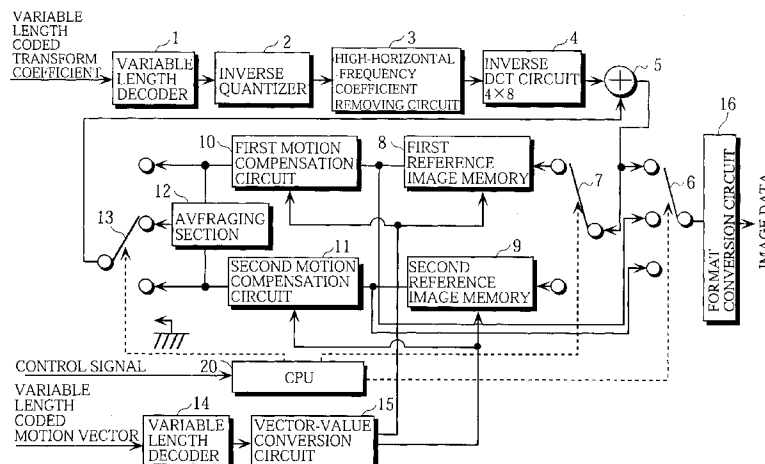 VARIABLE
LENGTH
CODED
TRANSFORM
COEFFICIENT
1
VARIABLE
LENGTH
DECODER
2
INVERSE
QUANTIZER
3
HIGH-HORIZONTAL
-FREQUENCY
COEFFICIENT
REMOVING CIRCUIT
4
INVERSE
DCT CIRCUIT
4×8
5
16
10
FIRST MOTION
COMPENSATION
CIRCUIT
8
FIRST
REFERENCE
IMAGE MEMORY
7
6
FORMAT
CONVERSION CIRCUIT
IMAGE DATA
12
13
AVFRAGING
SECTION
11
SECOND MOTION
COMPENSATION
CIRCUIT
9
SECOND
REFERENCE
IMAGE MEMORY
CONTROL SIGNAL
20
CPU
VARIABLE
LENGTH
CODED
MOTION VECTOR
14
VARIABLE
LENGTH
DECODER
15
VECTOR-VALUE
CONVERSION
CIRCUIT